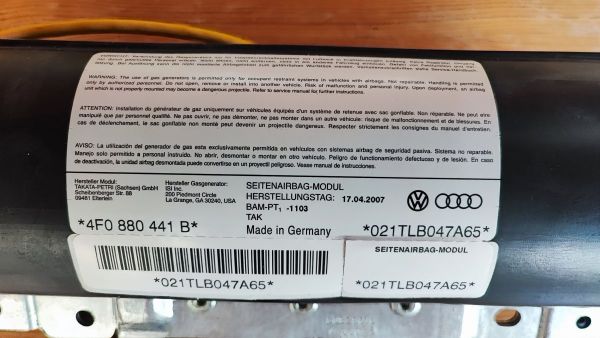 WARNING: The use of gas generators is permitted only for occupant restraint systems in vehicles with airbags. Not repairable. Handling is permitted
only by authorized personnel. Do not open, remove or install into another vehicle. Risk of malfunction and personal injury. Upon deployment, an airbag
unit which is not properly mounted may become a dangerous projectile. Refer to service manual for further instructions.
ATTENTION: Installation du générateur de gaz uniquement sur véhicules équipés d'un système de retenue avec sac gonflable. Non réparable. Ne peut être
manipulé que par personnel qualifié. Ne pas ouvrir, ne pas démonter, ne pas monter dans un autre véhicule: risque de malfonctionnement et de blessures. En
cas de déclenchement, le sac gonflable non monté peut devenir un projectile dangereux. Respecter strictement les consignes du manuel d'entretien.
AVISO: La utilización del generador de gas esta exclusivamente permitida en vehículos con sistemas airbag de seguridad pasiva. Sistema no reparable.
Manejo solo permitido a personal instruido. No abrir, desmontar o montar en otro vehículo. Peligro de funcionamiento defectuoso y de lesión. En caso
de activación, la unidad airbag desmontada puede convertirse en un proyectil peligroso. Vease manual de instrucciones.
Hersteller Modul:
TAKATA-PETRI (Sachsen) GmbH
Scheibenberger Str. 88
09481 Elterlein
Hersteller Gasgenerator:
ISI Inc.
200 Piedmont Circle
La Grange, GA 30240, USA
SEITENAIRBAG-MODUL
HERSTELLUNGSTAG: 17.04.2007
BAM-PT₁ -1103
TAK
*4F0 880 441 B*
Made in Germany
*021TLB047A65*
*021TLB047A65*
SEITENAIRBAG-MODUL
*021TLB047A65*